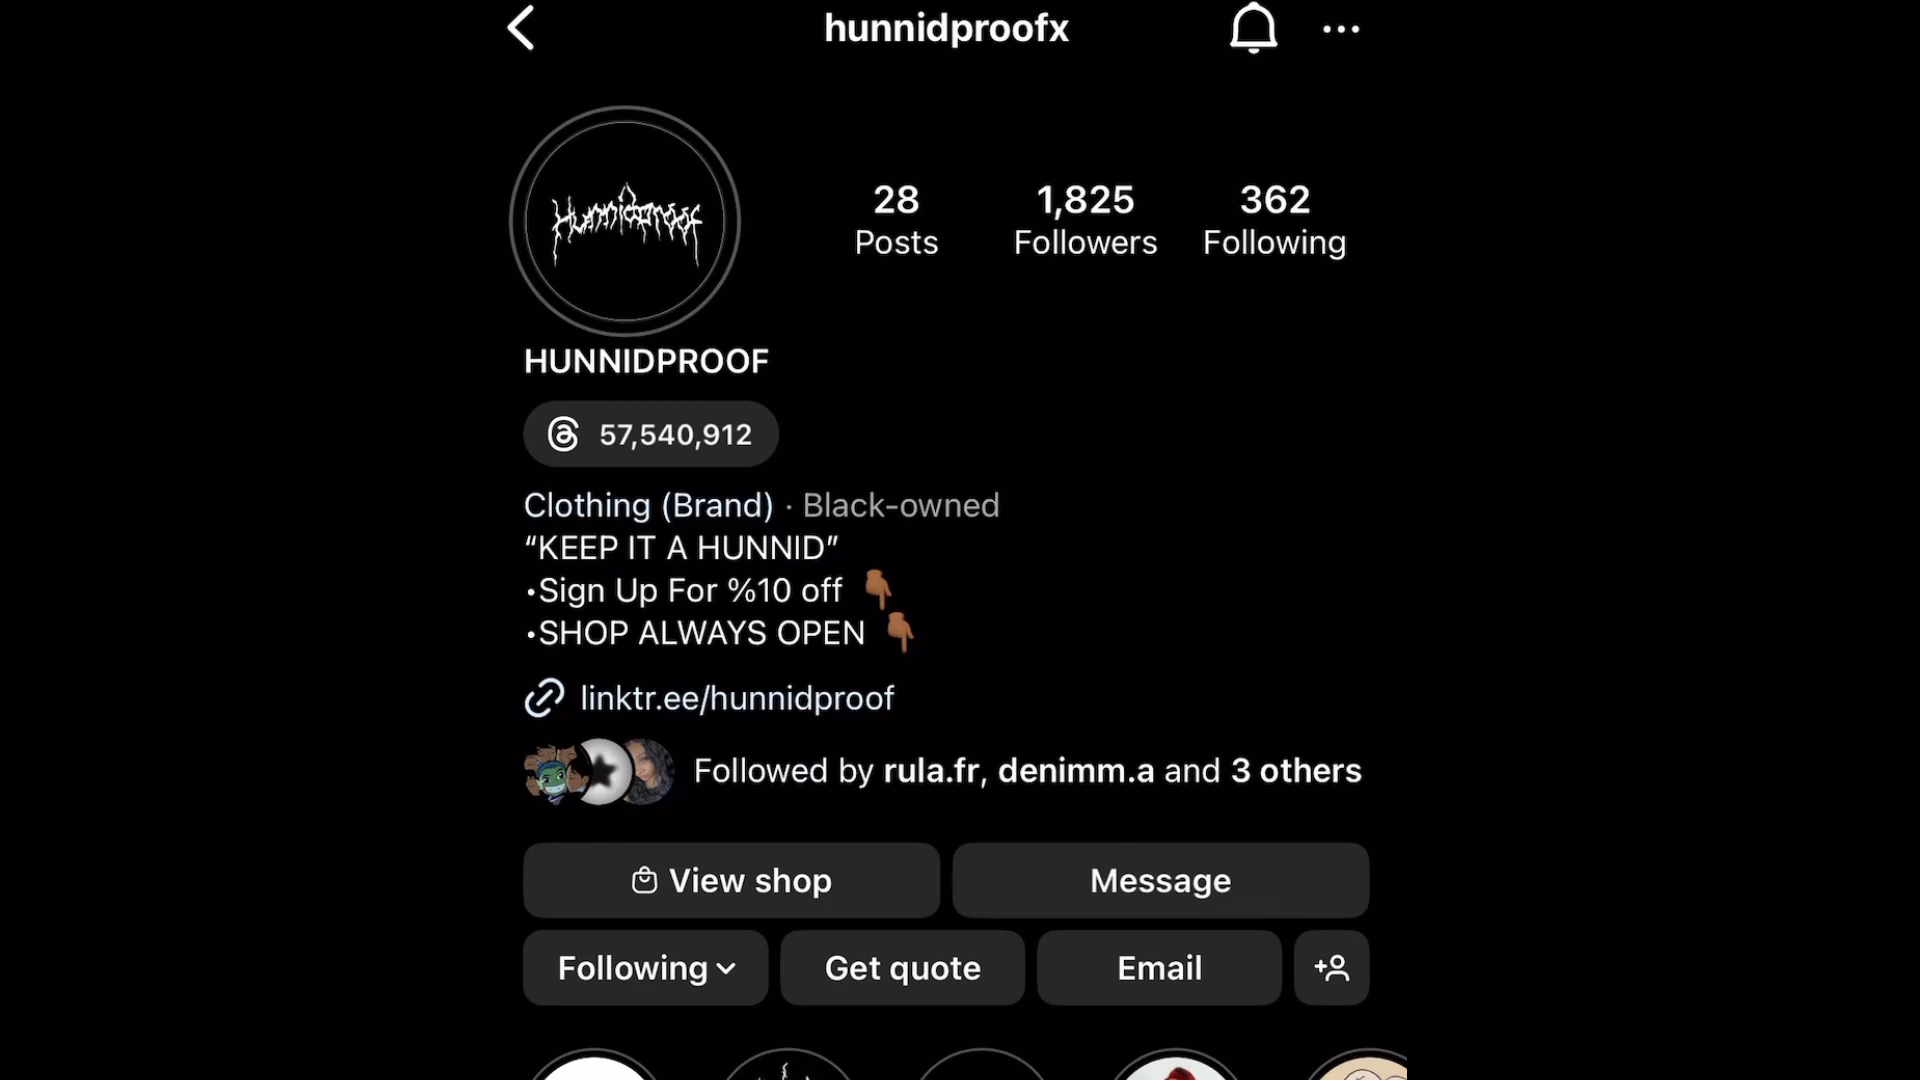 hunnidproofx
Hunnidproof
28
Posts
1,825
Followers
362
Following
HUNNIDPROOF
57,540,912
Clothing (Brand) · Black-owned
“KEEP IT A HUNNID”
•Sign Up For %10 off 👇🏾
•SHOP ALWAYS OPEN 👇🏾
linktr.ee/hunnidproof
Followed by rula.fr, denimm.a and 3 others
View shop
Message
Following
Get quote
Email